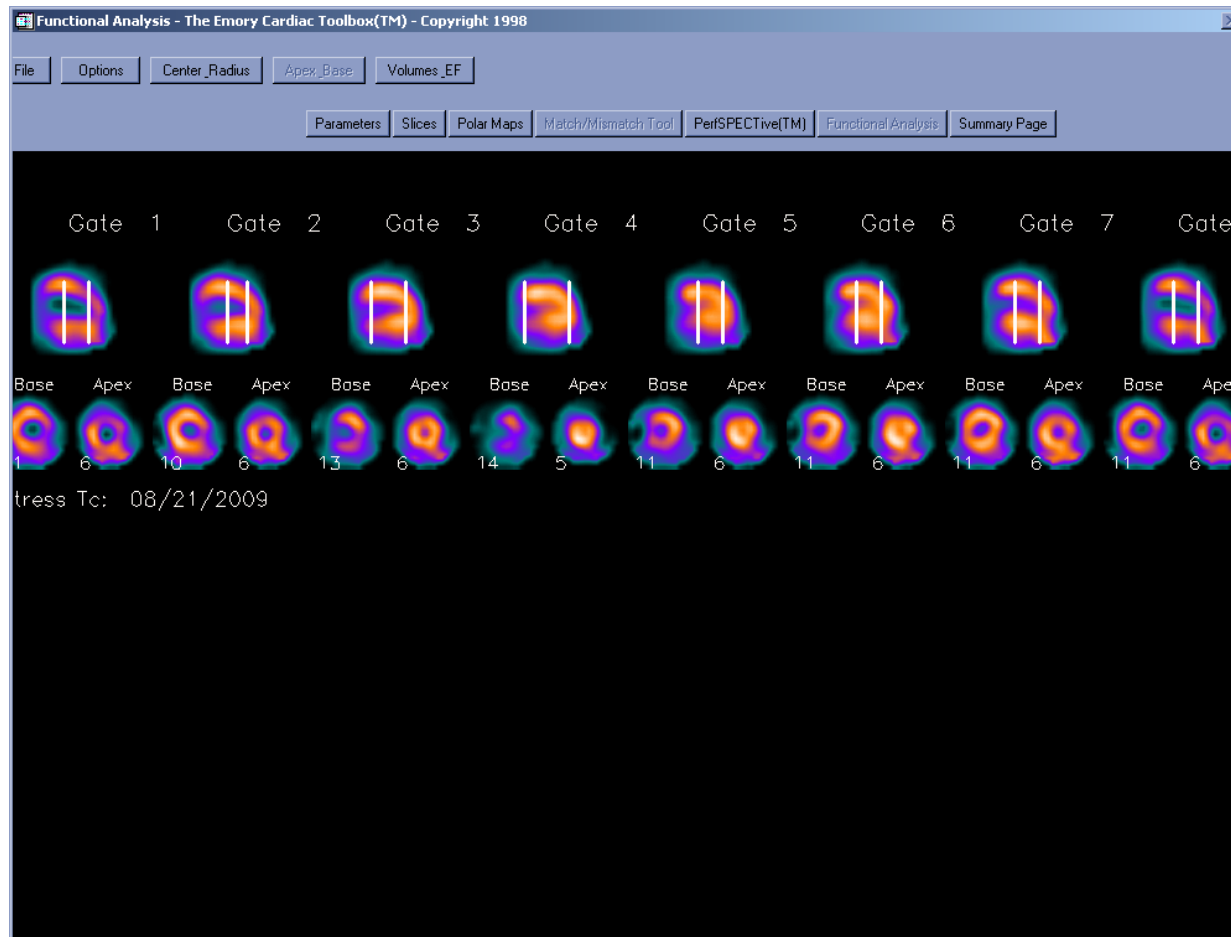 Functional Analysis - The Emory Cardiac Toolbox(TM) - Copyright 1998
File Options Center_Radius Apex_Base Volumes_EF
Parameters Slices Polar Maps Match/Mismatch Tool PerfSPECTive(TM) Functional Analysis Summary Page
Gate 1 Gate 2 Gate 3 Gate 4 Gate 5 Gate 6 Gate 7 Gate
Base Apex Base Apex Base Apex Base Apex Base Apex Base Apex Base Apex Base Ape
1 6 10 6 13 6 14 5 11 6 11 6 11 6 11 6
tress Tc: 08/21/2009